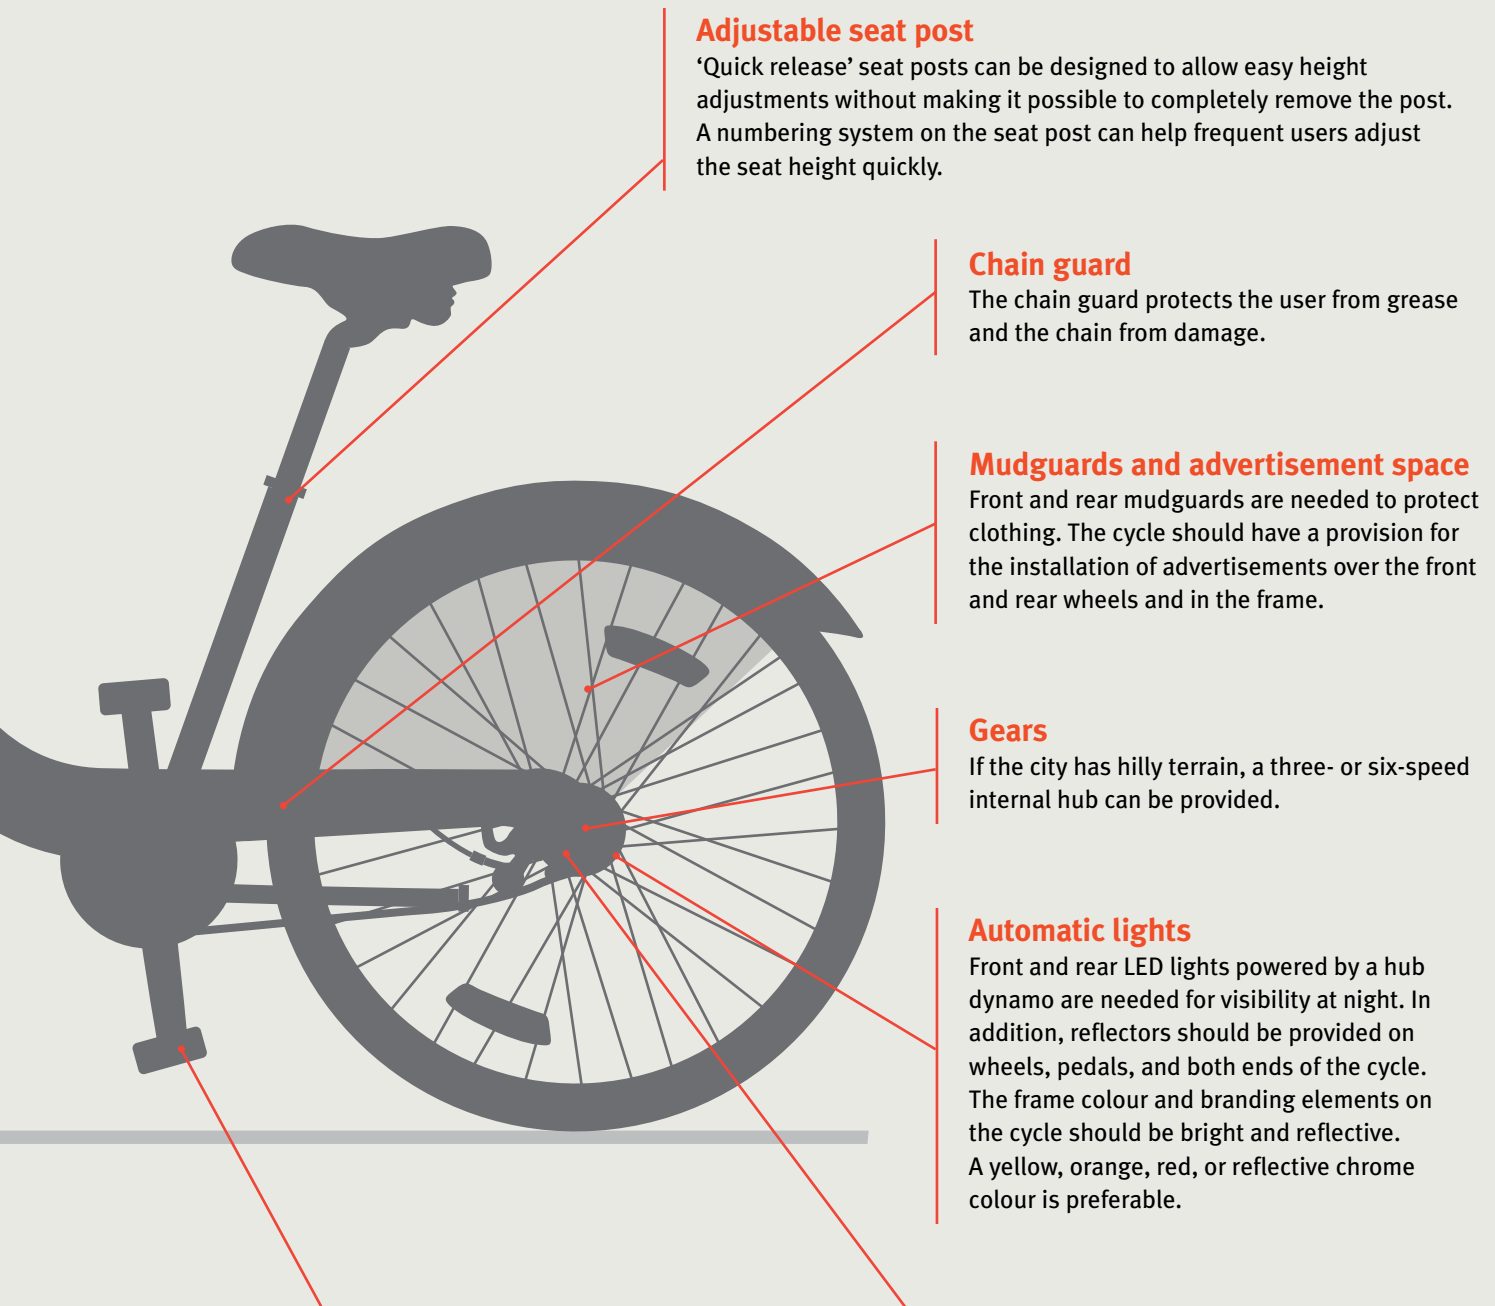 Adjustable seat post
‘Quick release’ seat posts can be designed to allow easy height
adjustments without making it possible to completely remove the post.
A numbering system on the seat post can help frequent users adjust
the seat height quickly.
Chain guard
The chain guard protects the user from grease
and the chain from damage.
Mudguards and advertisement space
Front and rear mudguards are needed to protect
clothing. The cycle should have a provision for
the installation of advertisements over the front
and rear wheels and in the frame.
Gears
If the city has hilly terrain, a three- or six-speed
internal hub can be provided.
Automatic lights
Front and rear LED lights powered by a hub
dynamo are needed for visibility at night. In
addition, reflectors should be provided on
wheels, pedals, and both ends of the cycle.
The frame colour and branding elements on
the cycle should be bright and reflective.
A yellow, orange, red, or reflective chrome
colour is preferable.